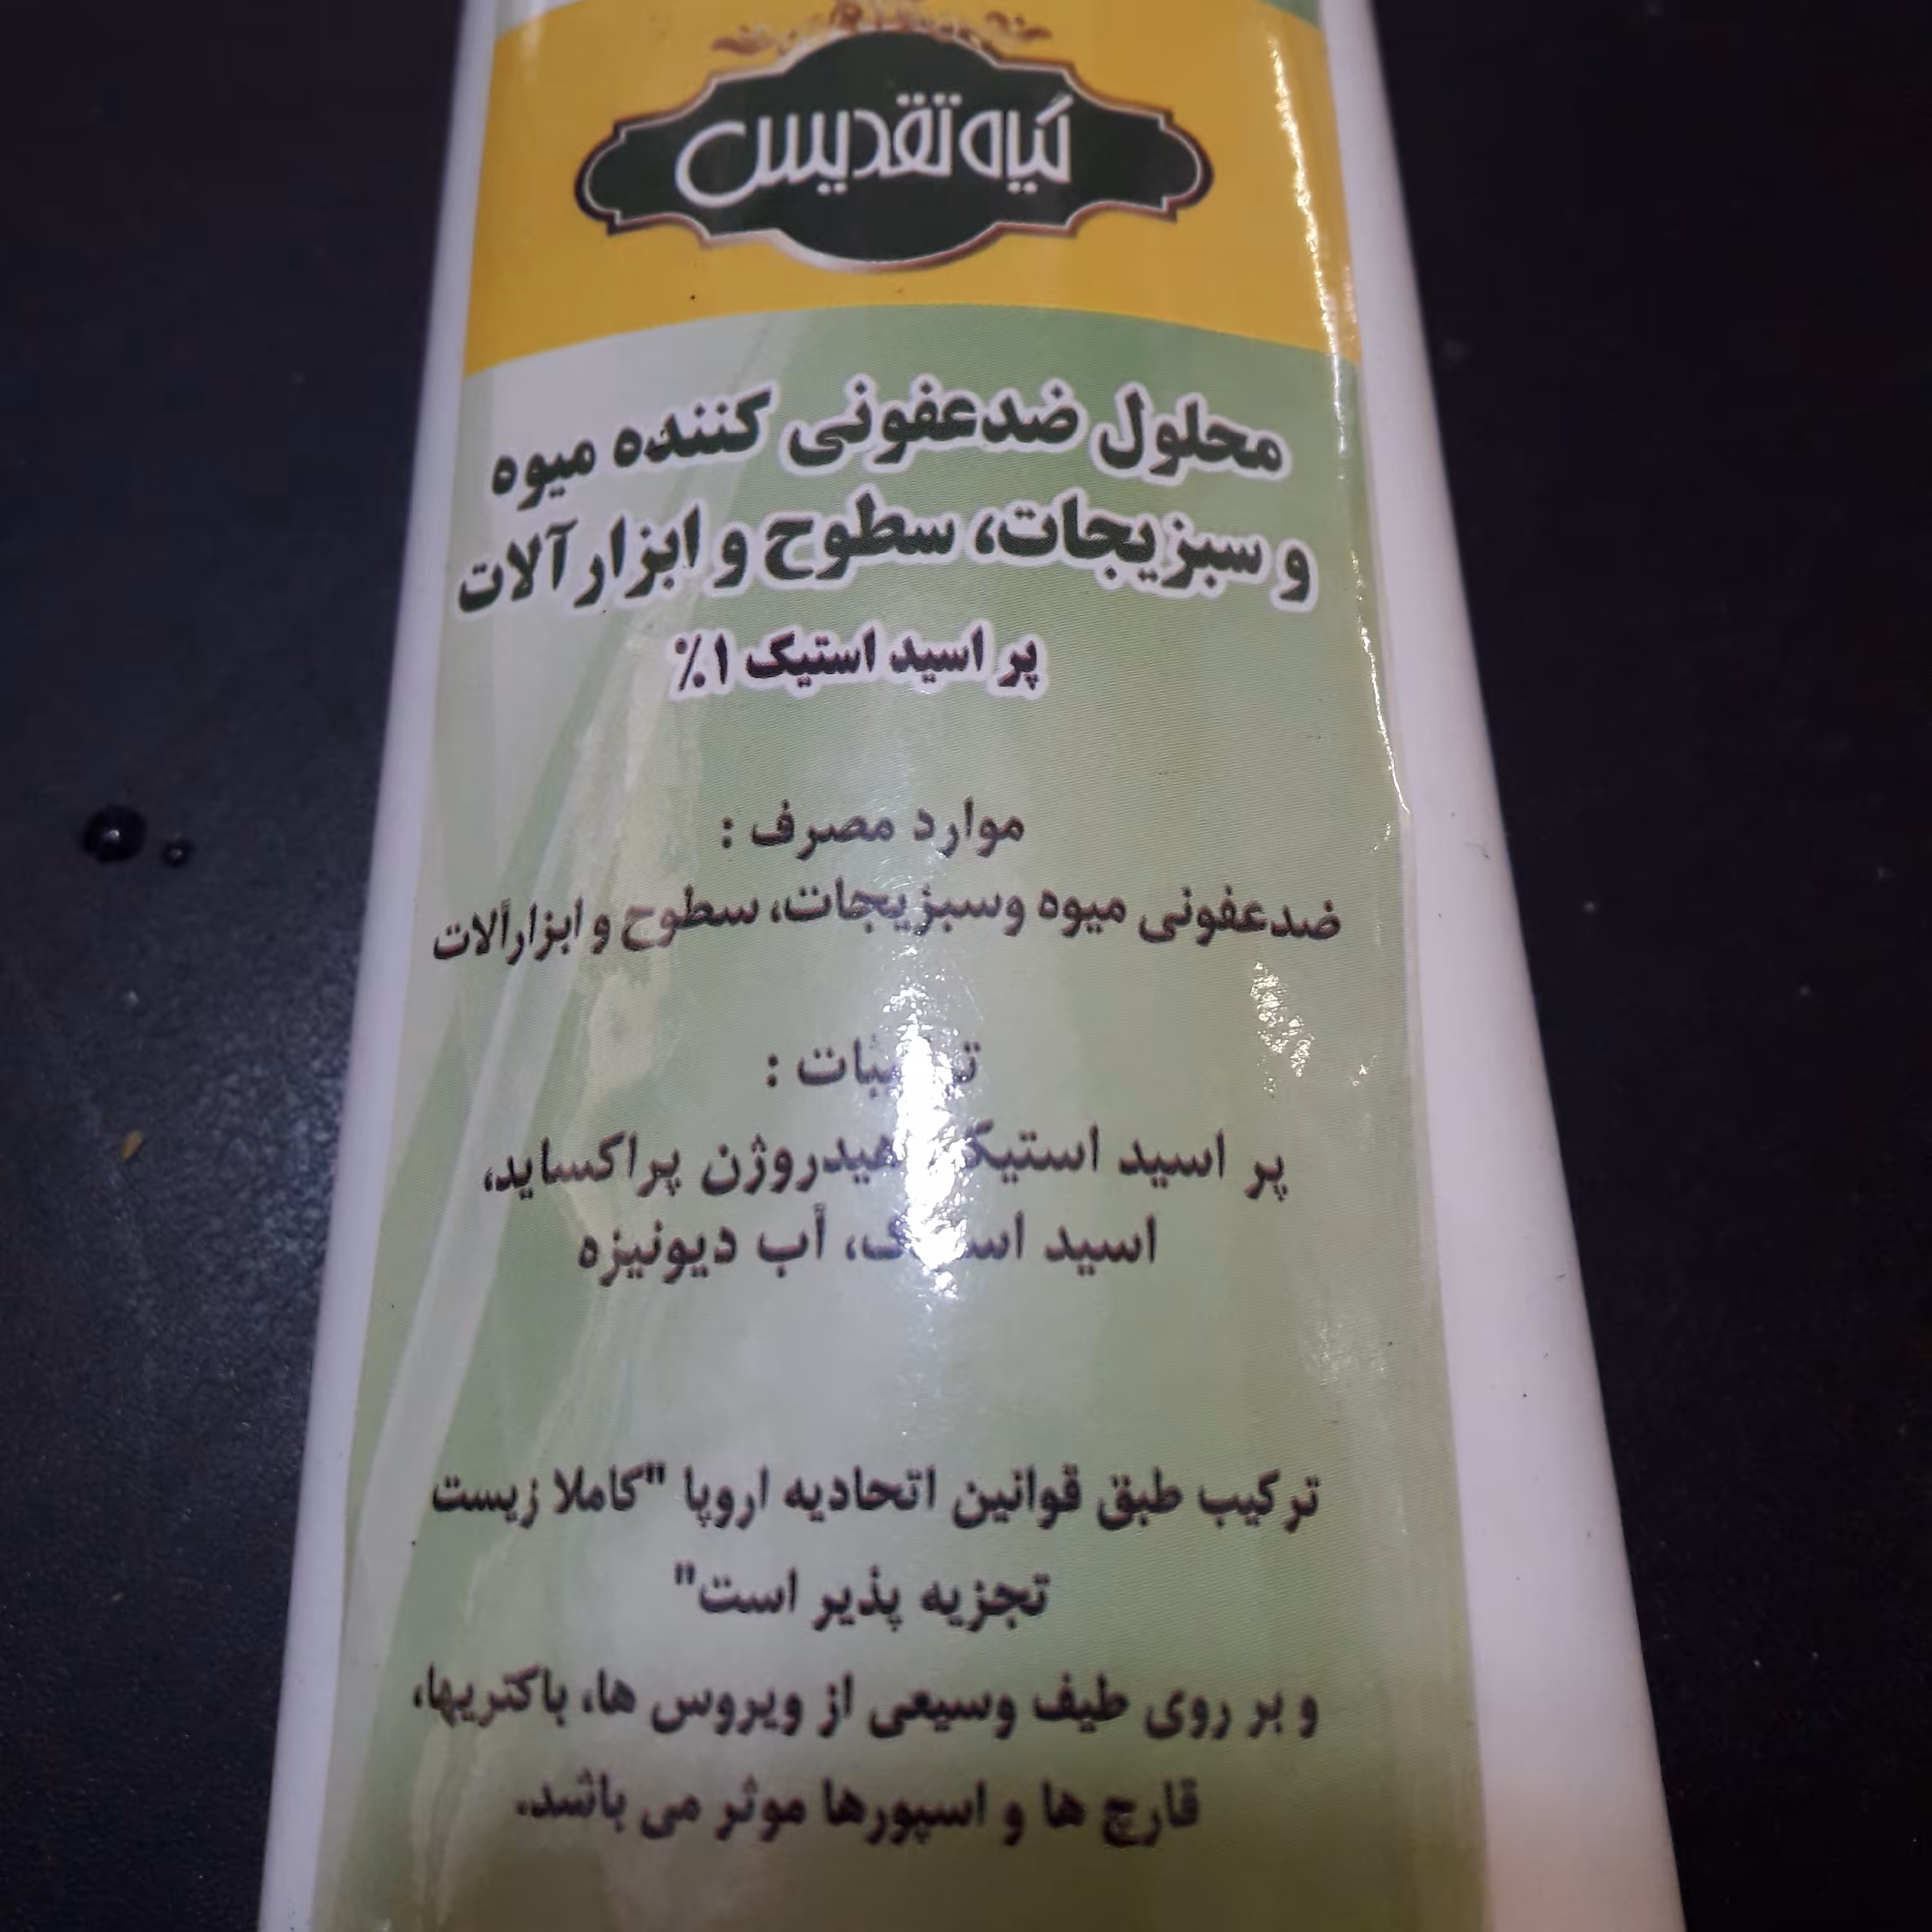 گیاه تقدیس
محلول ضدعفونی کننده میوه
و سبزیجات، سطوح و ابزارآلات
پر اسید استیک ۱٪
موارد مصرف :
ضدعفونی میوه وسبزیجات، سطوح و ابزارآلات
:
پر اسید استیک هیدروژن پراکساید،
اسید آب دیونیزه
ترکیب طبق قوانین اتحادیه اروپا "کاملا زیست
تجزیه پذیر است"
و بر روی طیف وسیعی از ویروس ها، باکتریها،
قارچ ها و اسپورها موثر می باشد.